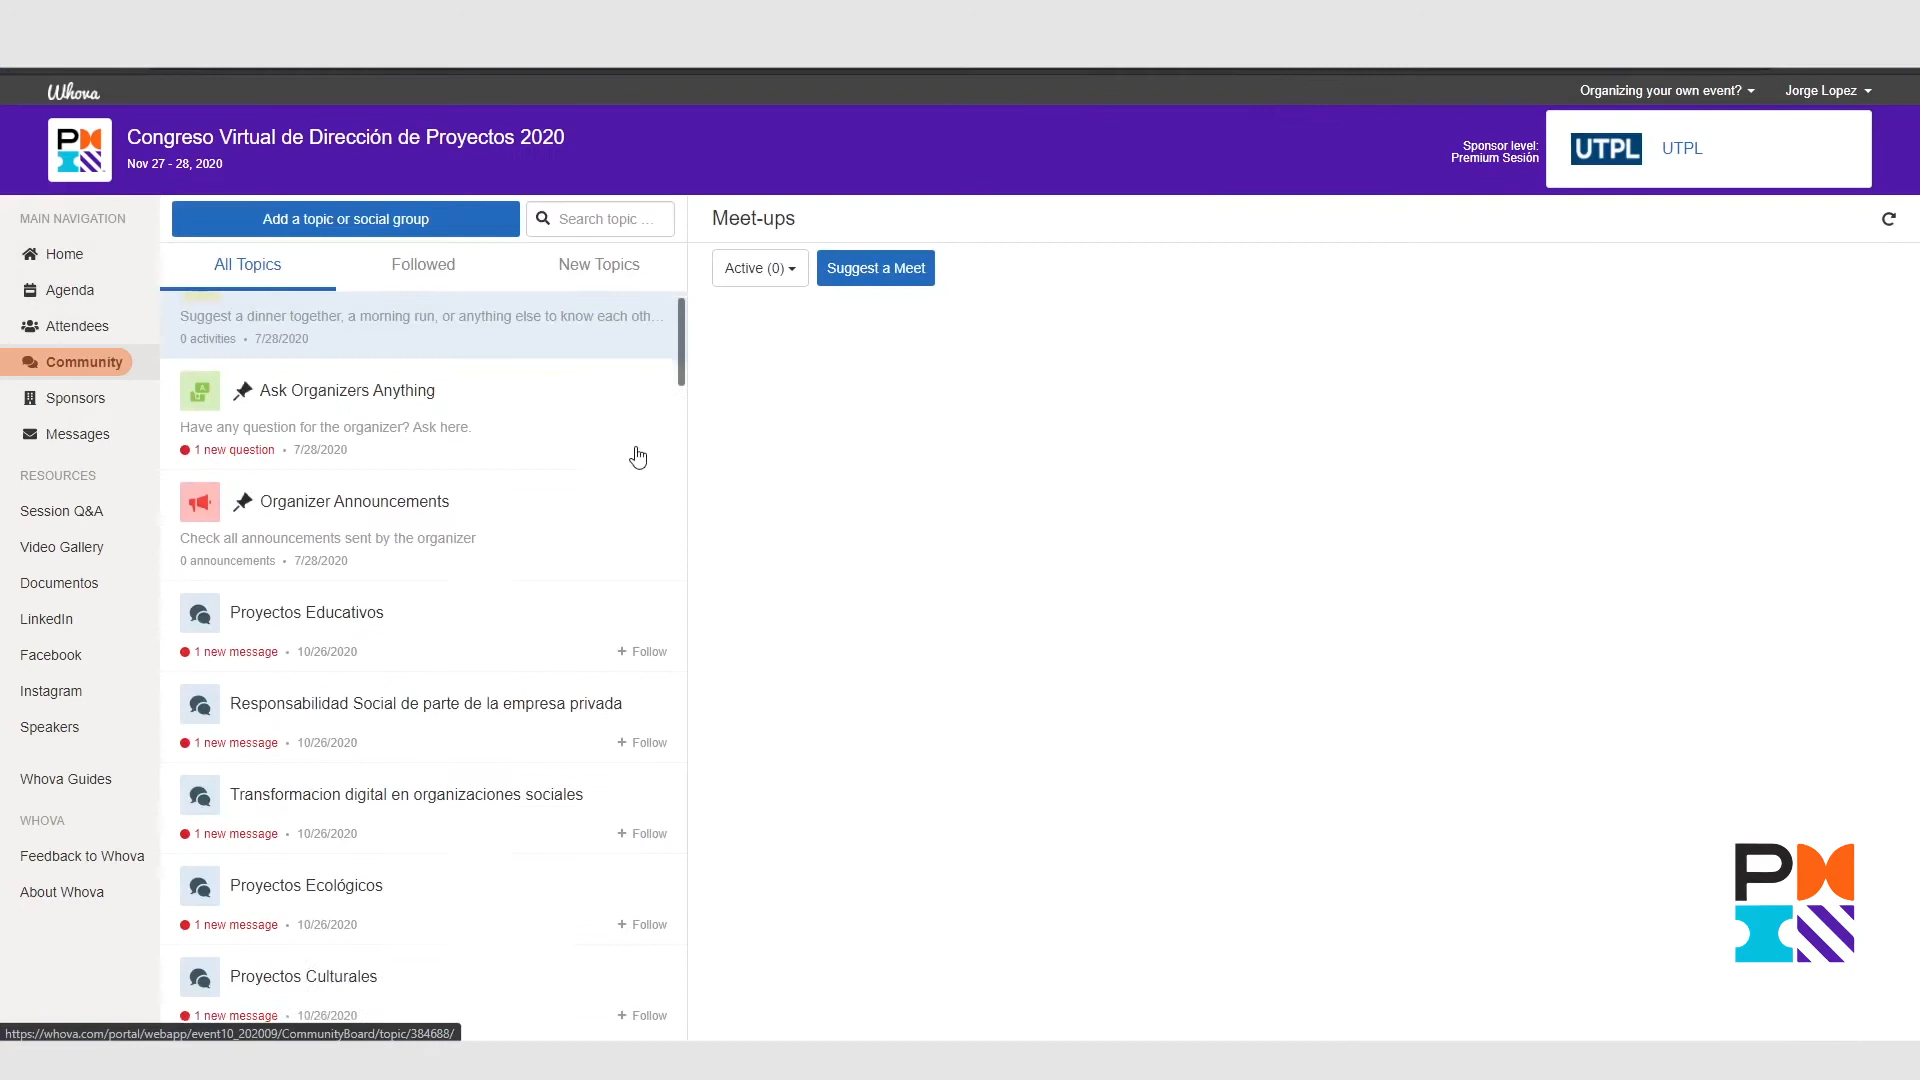 Whova
Organizing your own event?
Jorge Lopez
Congreso Virtual de Dirección de Proyectos 2020
Nov 27 - 28, 2020
Sponsor level:
Premium Sesión
UTPL
UTPL
MAIN NAVIGATION
Home
Agenda
Attendees
Community
Sponsors
Messages
RESOURCES
Session Q&A
Video Gallery
Documentos
LinkedIn
Facebook
Instagram
Speakers
Whova Guides
WHOVA
Feedback to Whova
About Whova
Add a topic or social group
Search topic ...
All Topics
Followed
New Topics
Suggest a dinner together, a morning run, or anything else to know each oth...
0 activities • 7/28/2020
Ask Organizers Anything
Have any question for the organizer? Ask here.
1 new question • 7/28/2020
Organizer Announcements
Check all announcements sent by the organizer
0 announcements • 7/28/2020
Proyectos Educativos
1 new message • 10/26/2020
+ Follow
Responsabilidad Social de parte de la empresa privada
1 new message • 10/26/2020
+ Follow
Transformacion digital en organizaciones sociales
1 new message • 10/26/2020
+ Follow
Proyectos Ecológicos
1 new message • 10/26/2020
+ Follow
Proyectos Culturales
1 new message • 10/26/2020
+ Follow
https://whova.com/portal/webapp/event10_202009/CommunityBoard/topic/384688/
Meet-ups
Active (0)
Suggest a Meet